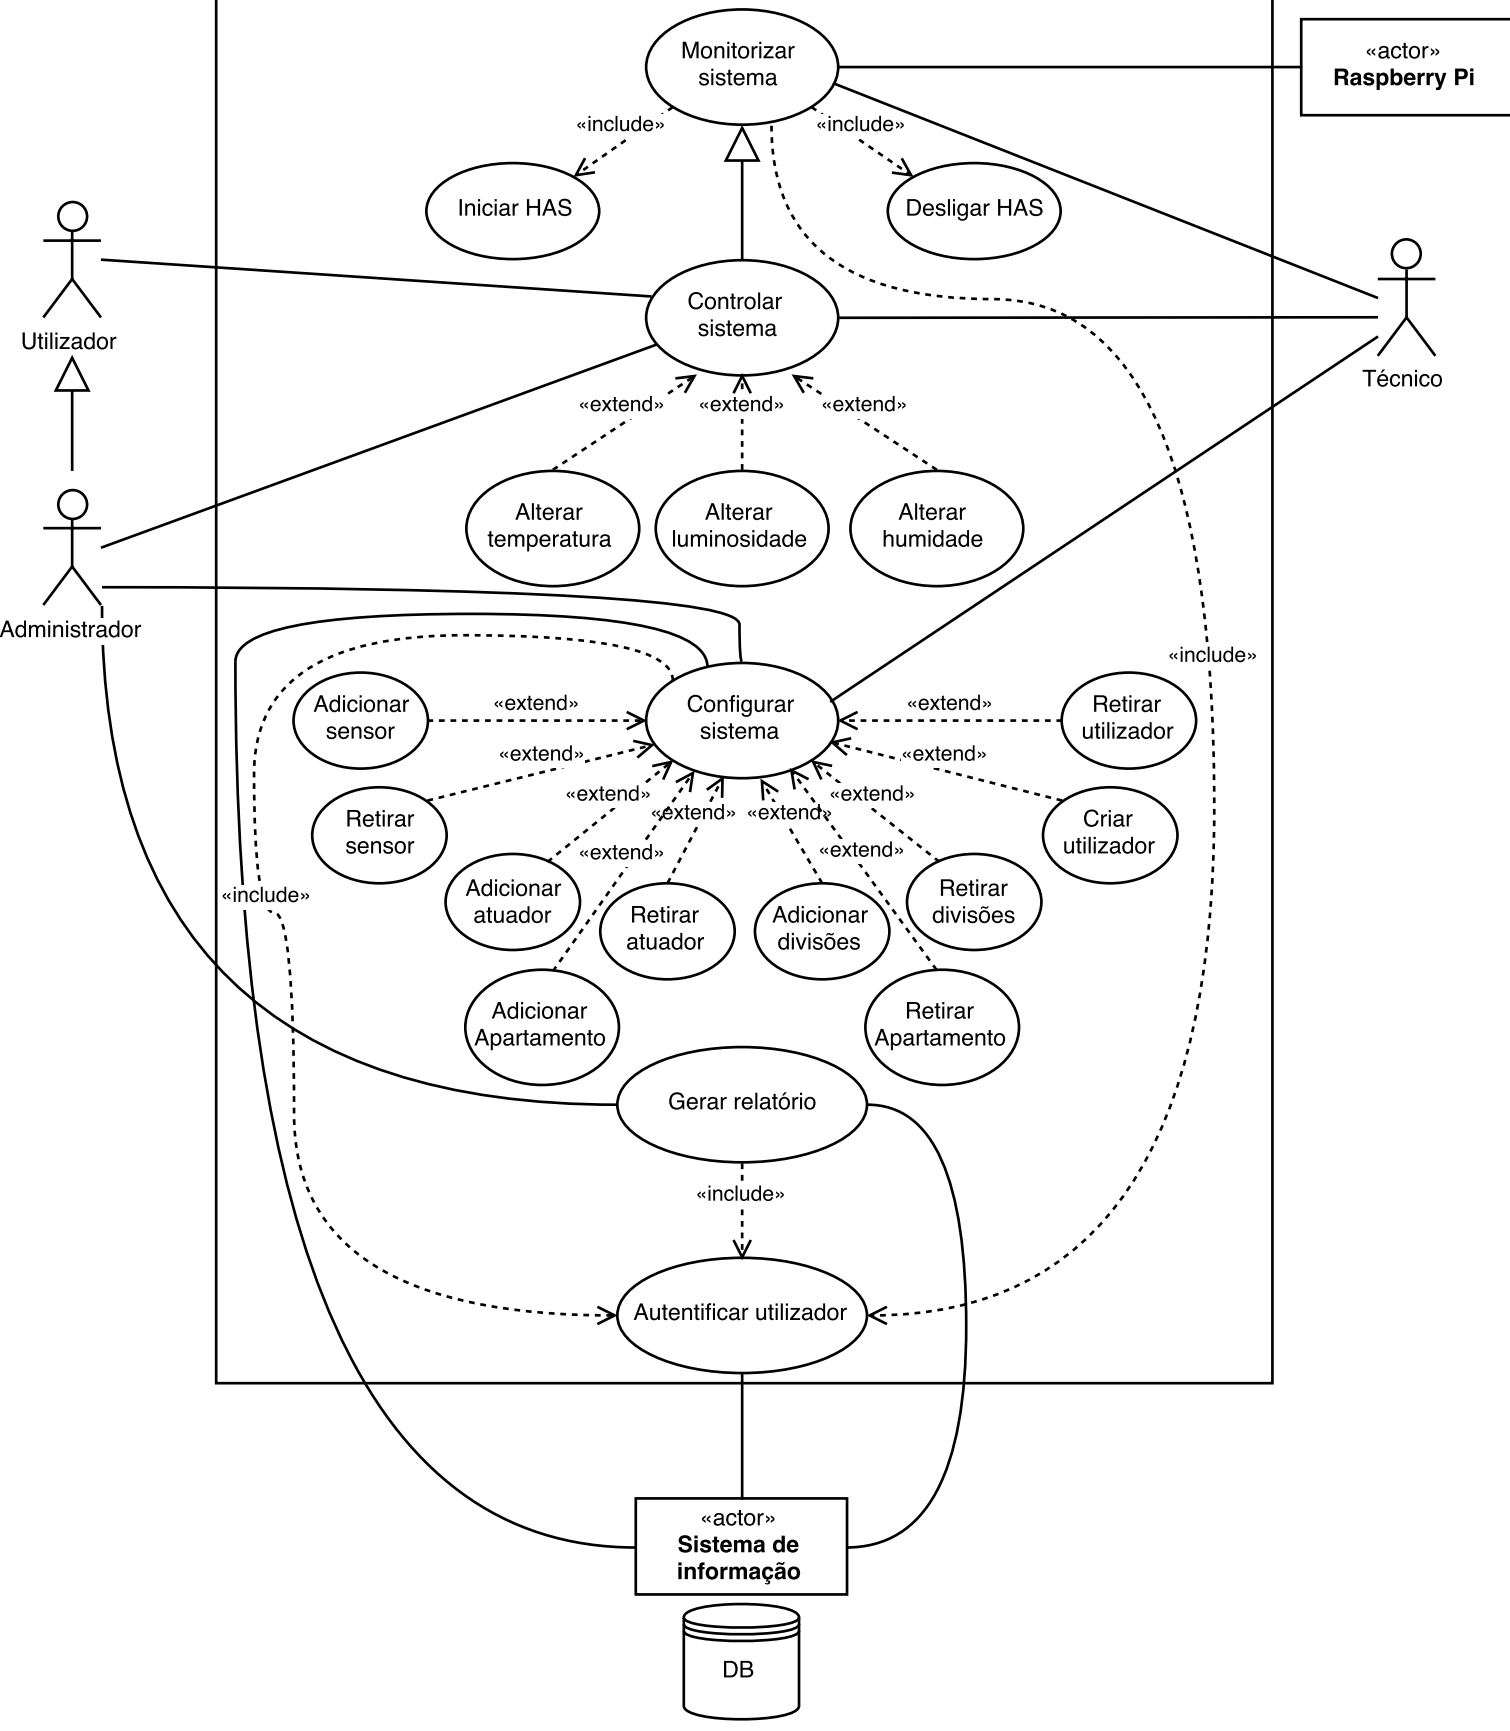 Monitorizar
sistema
«actor»
Raspberry Pi
«include»
«include»
Iniciar HAS
Desligar HAS
Utilizador
Controlar
sistema
Técnico
«extend»
«extend»
«extend»
Alterar
temperatura
Alterar
luminosidade
Alterar
humidade
Administrador
«include»
Adicionar
sensor
«extend»
Configurar
sistema
«extend»
Retirar
utilizador
«extend»
«extend»
Retirar
sensor
«extend»
«extend»
«extend»
«extend»
Criar
utilizador
«extend»
«extend»
«include»
Adicionar
atuador
Retirar
atuador
Adicionar
divisões
Retirar
divisões
Adicionar
Apartamento
Retirar
Apartamento
Gerar relatório
«include»
Autentificar utilizador
«actor»
Sistema de
informação
DB